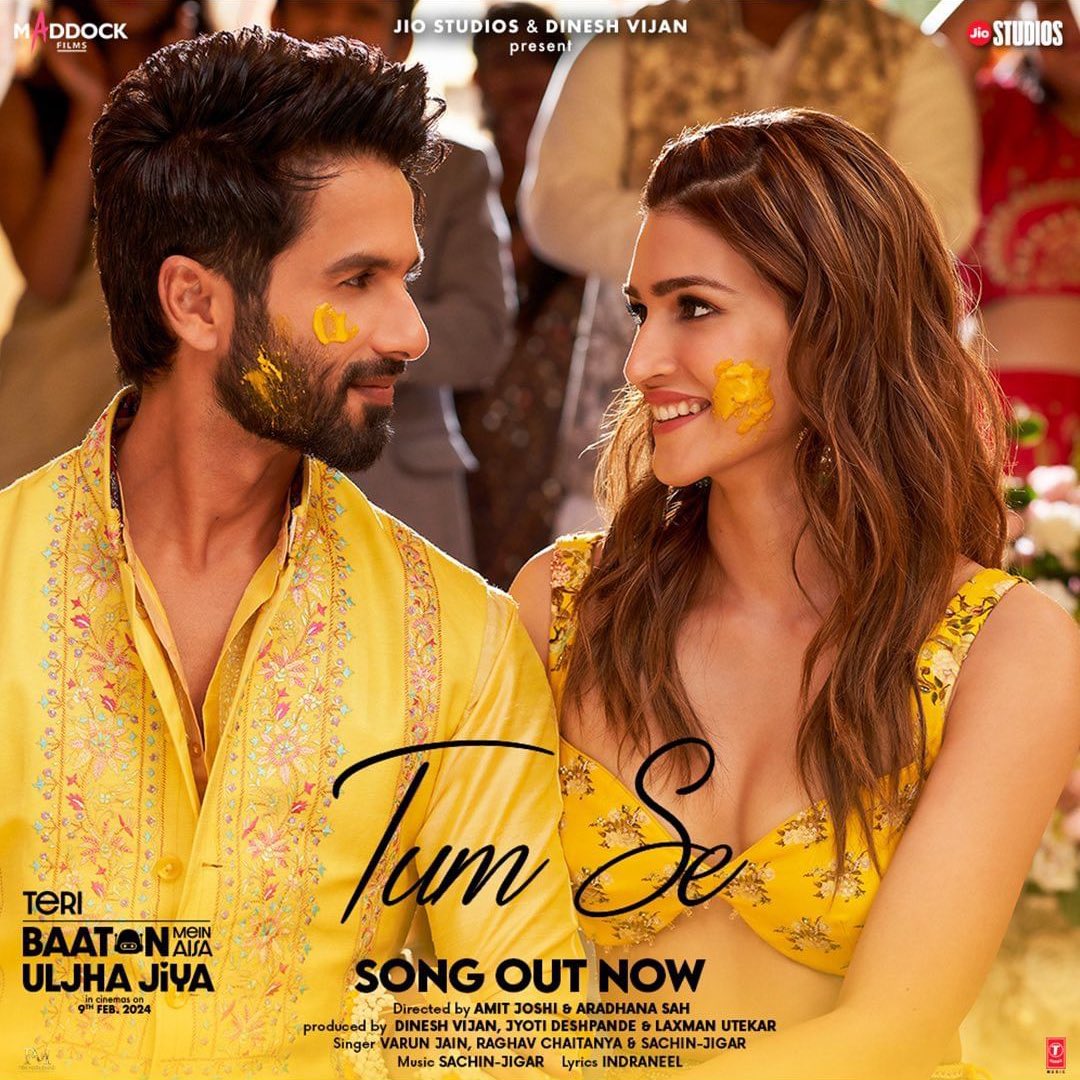 MADDOCK
FILMS
JIO STUDIOS & DINESH VIJAN
present
Jio STUDIOS
Tum Se
TeRI
BAATON MeiN AISA
ULJHA JiYA
in cinemas on
9TH FEB. 2024
SONG OUT NOW
Directed by AMIT JOSHI & ARADHANA SAH
produced by DINESH VIJAN, JYOTI DESHPANDE & LAXMAN UTEKAR
Singer VARUN JAIN, RAGHAV CHAITANYA & SACHIN-JIGAR
Music SACHIN-JIGAR Lyrics INDRANEEL
T
MUSIC